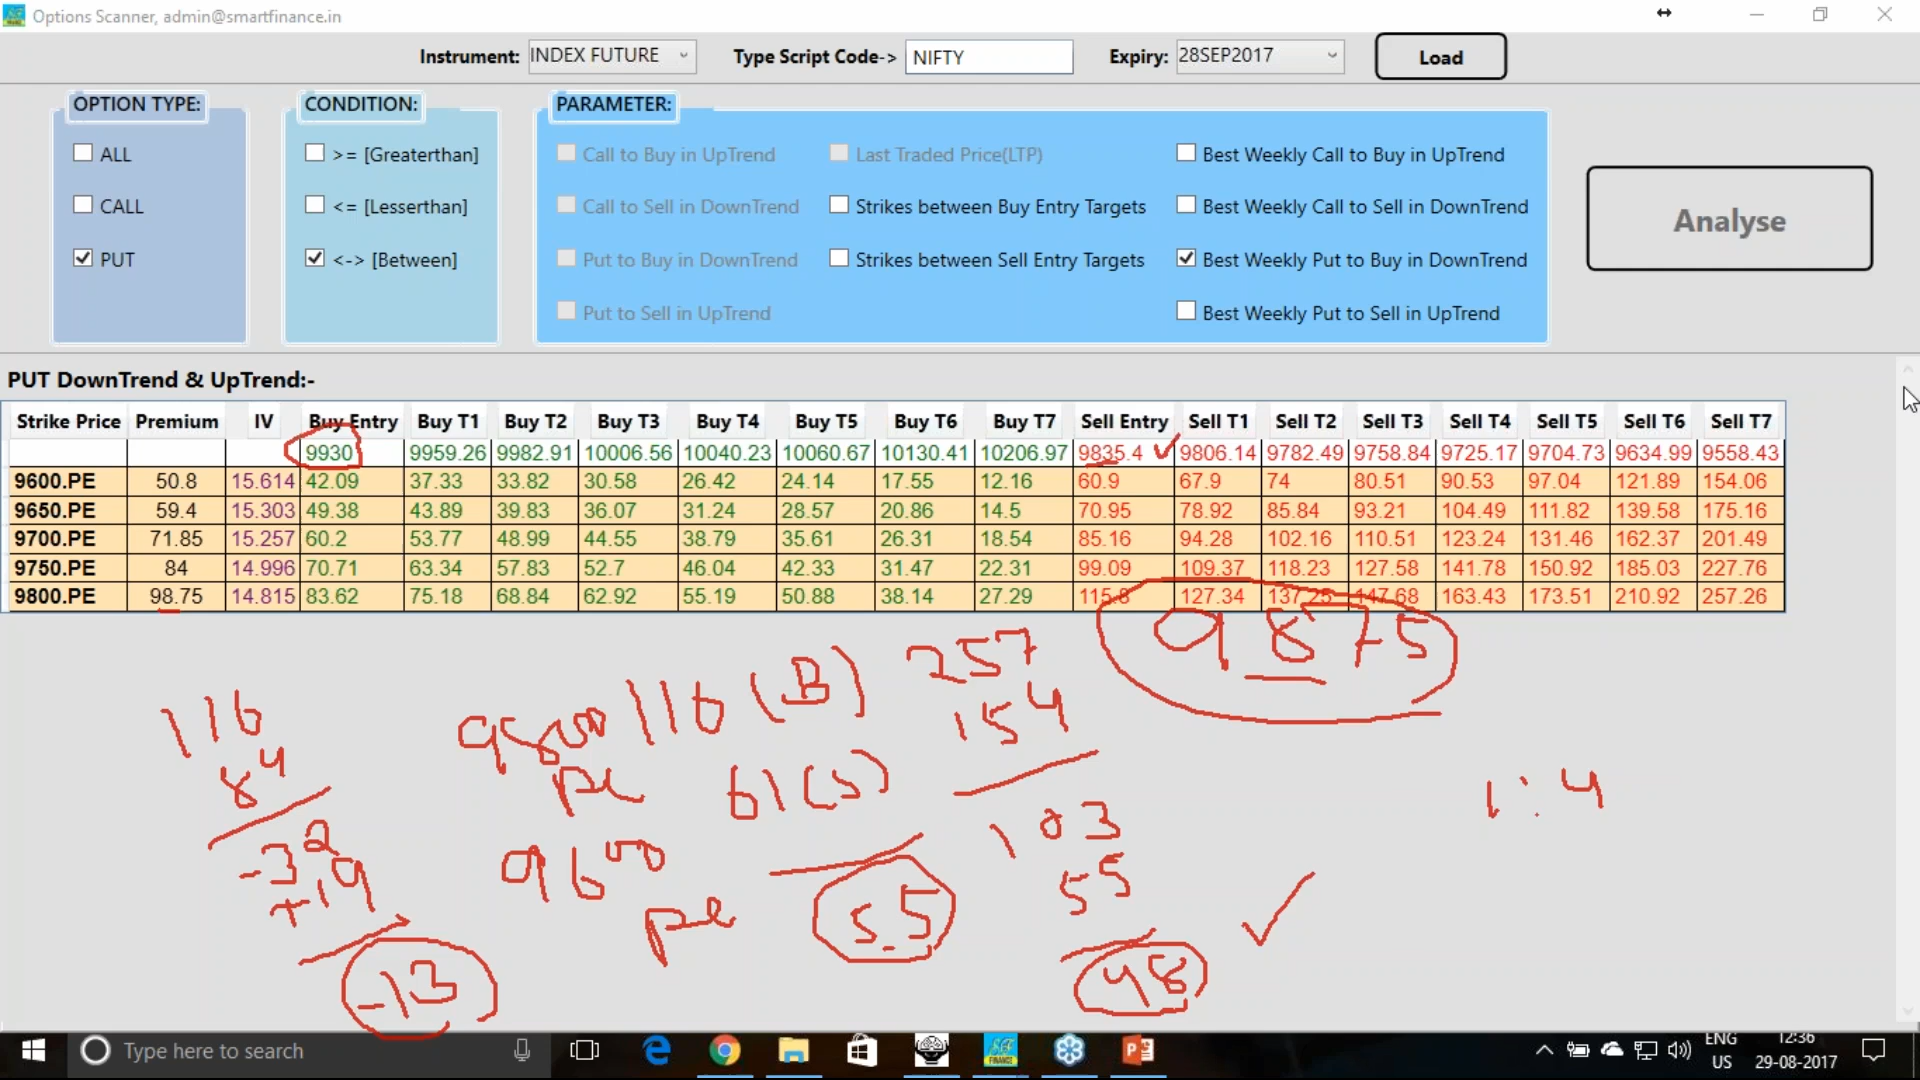 Options Scanner, admin@smartfinance.in
Instrument: INDEX FUTURE Type Script Code-> NIFTY Expiry: 28SEP2017 Load
OPTION TYPE: CONDITION: PARAMETER:
ALL >= [Greaterthan] Call to Buy in UpTrend Last Traded Price(LTP) Best Weekly Call to Buy in UpTrend
CALL <= [Lesserthan] Call to Sell in DownTrend Strikes between Buy Entry Targets Best Weekly Call to Sell in DownTrend
Analyse
PUT <-> [Between] Put to Buy in DownTrend Strikes between Sell Entry Targets Best Weekly Put to Buy in DownTrend
Put to Sell in UpTrend Best Weekly Put to Sell in UpTrend
PUT DownTrend & UpTrend:-
Strike Price Premium IV Buy Entry Buy T1 Buy T2 Buy T3 Buy T4 Buy T5 Buy T6 Buy T7 Sell Entry Sell T1 Sell T2 Sell T3 Sell T4 Sell T5 Sell T6 Sell T7
9930 9959.26 9982.91 10006.56 10040.23 10060.67 10130.41 10206.97 9835.4 9806.14 9782.49 9758.84 9725.17 9704.73 9634.99 9558.43
9600.PE 50.8 15.614 42.09 37.33 33.82 30.58 26.42 24.14 17.55 12.16 60.9 67.9 74 80.51 90.53 97.04 121.89 154.06
9650.PE 59.4 15.303 49.38 43.89 39.83 36.07 31.24 28.57 20.86 14.5 70.95 78.92 85.84 93.21 104.49 111.82 139.58 175.16
9700.PE 71.85 15.257 60.2 53.77 48.99 44.55 38.79 35.61 26.31 18.54 85.16 94.28 102.16 110.51 123.24 131.46 162.37 201.49
9750.PE 84 14.996 70.71 63.34 57.83 52.7 46.04 42.33 31.47 22.31 99.09 109.37 118.23 127.58 141.78 150.92 185.03 227.76
9800.PE 98.75 14.815 83.62 75.18 68.84 62.92 55.19 50.88 38.14 27.29 115.8 127.34 137.25 147.68 163.43 173.51 210.92 257.26
9875
116 9800 116 (B) 257
84 pe 61 (S) 154
-32 9600 103 1:4
+19 pe 55 55
-13 48
Type here to search
ENG 12:36
US 29-08-2017